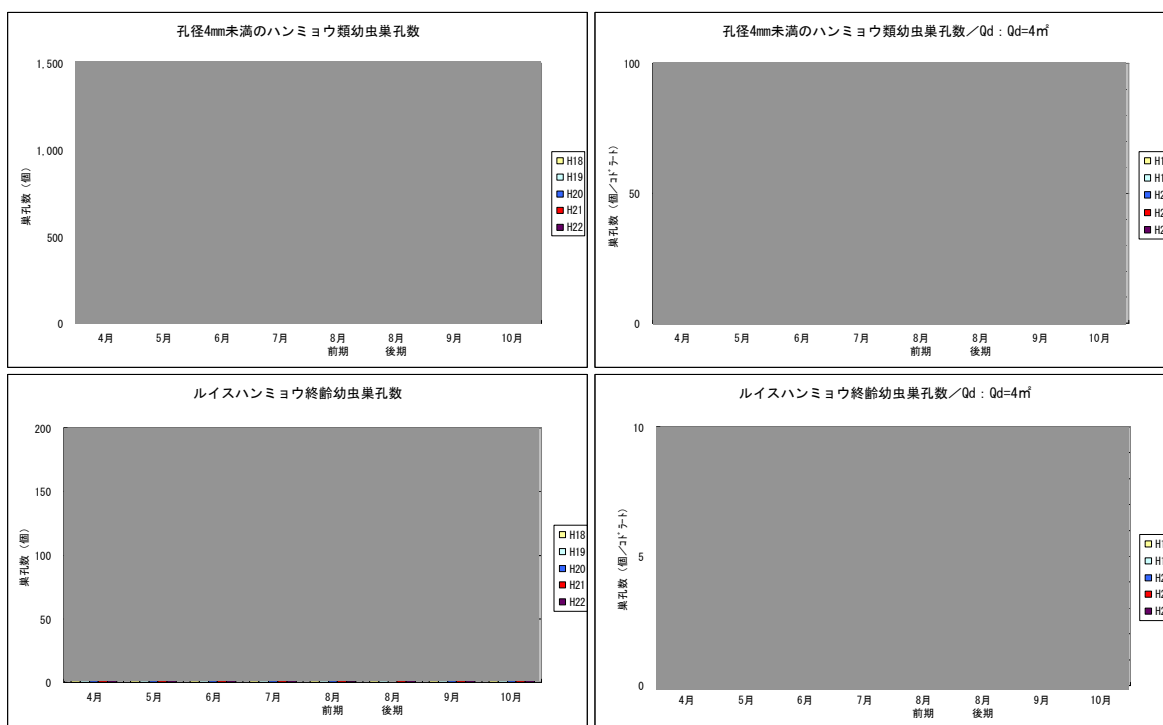 孔径4mm未満のハンミョウ類幼虫巣孔数
1,500
1,000
500
0
巣孔数（個）
4月
5月
6月
7月
8月
前期
8月
後期
9月
10月
H18
H19
H20
H21
H22
孔径4mm未満のハンミョウ類幼虫巣孔数／Qd：Qd=4㎡
100
50
0
巣孔数（個／ｺﾄﾞﾗｰﾄ）
4月
5月
6月
7月
8月
前期
8月
後期
9月
10月
H1
H1
H2
H2
H2
ルイスハンミョウ終齢幼虫巣孔数
200
150
100
50
0
巣孔数（個）
4月
5月
6月
7月
8月
前期
8月
後期
9月
10月
H18
H19
H20
H21
H22
ルイスハンミョウ終齢幼虫巣孔数／Qd：Qd=4㎡
10
5
0
巣孔数（個／ｺﾄﾞﾗｰﾄ）
4月
5月
6月
7月
8月
前期
8月
後期
9月
10月
H1
H1
H2
H2
H2